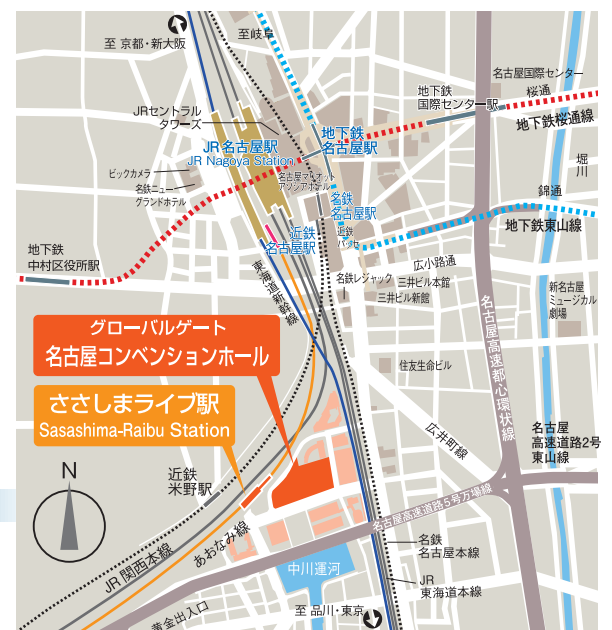 至 京都・新大阪
至岐阜
名古屋国際センター
桜通
地下鉄
国際センター駅
地下鉄桜通線
JRセントラル
タワーズ
地下鉄
名古屋駅
JR名古屋駅
JR Nagoya Station
堀川
ビックカメラ
名鉄ニュー
グランドホテル
名古屋マリオット
アソシアホテル
名鉄
名古屋駅
錦通
地下鉄東山線
近鉄
パッセ
近鉄
名古屋駅
地下鉄
中村区役所駅
東海道新幹線
広小路通
名鉄レジャック
三井ビル本館
三井ビル新館
新名古屋
ミュージカル
劇場
名古屋高速都心環状線
グローバルゲート
名古屋コンベンションホール
住友生命ビル
ささしまライブ駅
Sasashima-Raibu Station
広井町線
名古屋
高速道路2号
東山線
N
近鉄
米野駅
名古屋高速道路5号万場線
あおなみ線
JR関西本線
名鉄
名古屋本線
中川運河
JR
東海道本線
黄金出入口
至 品川・東京